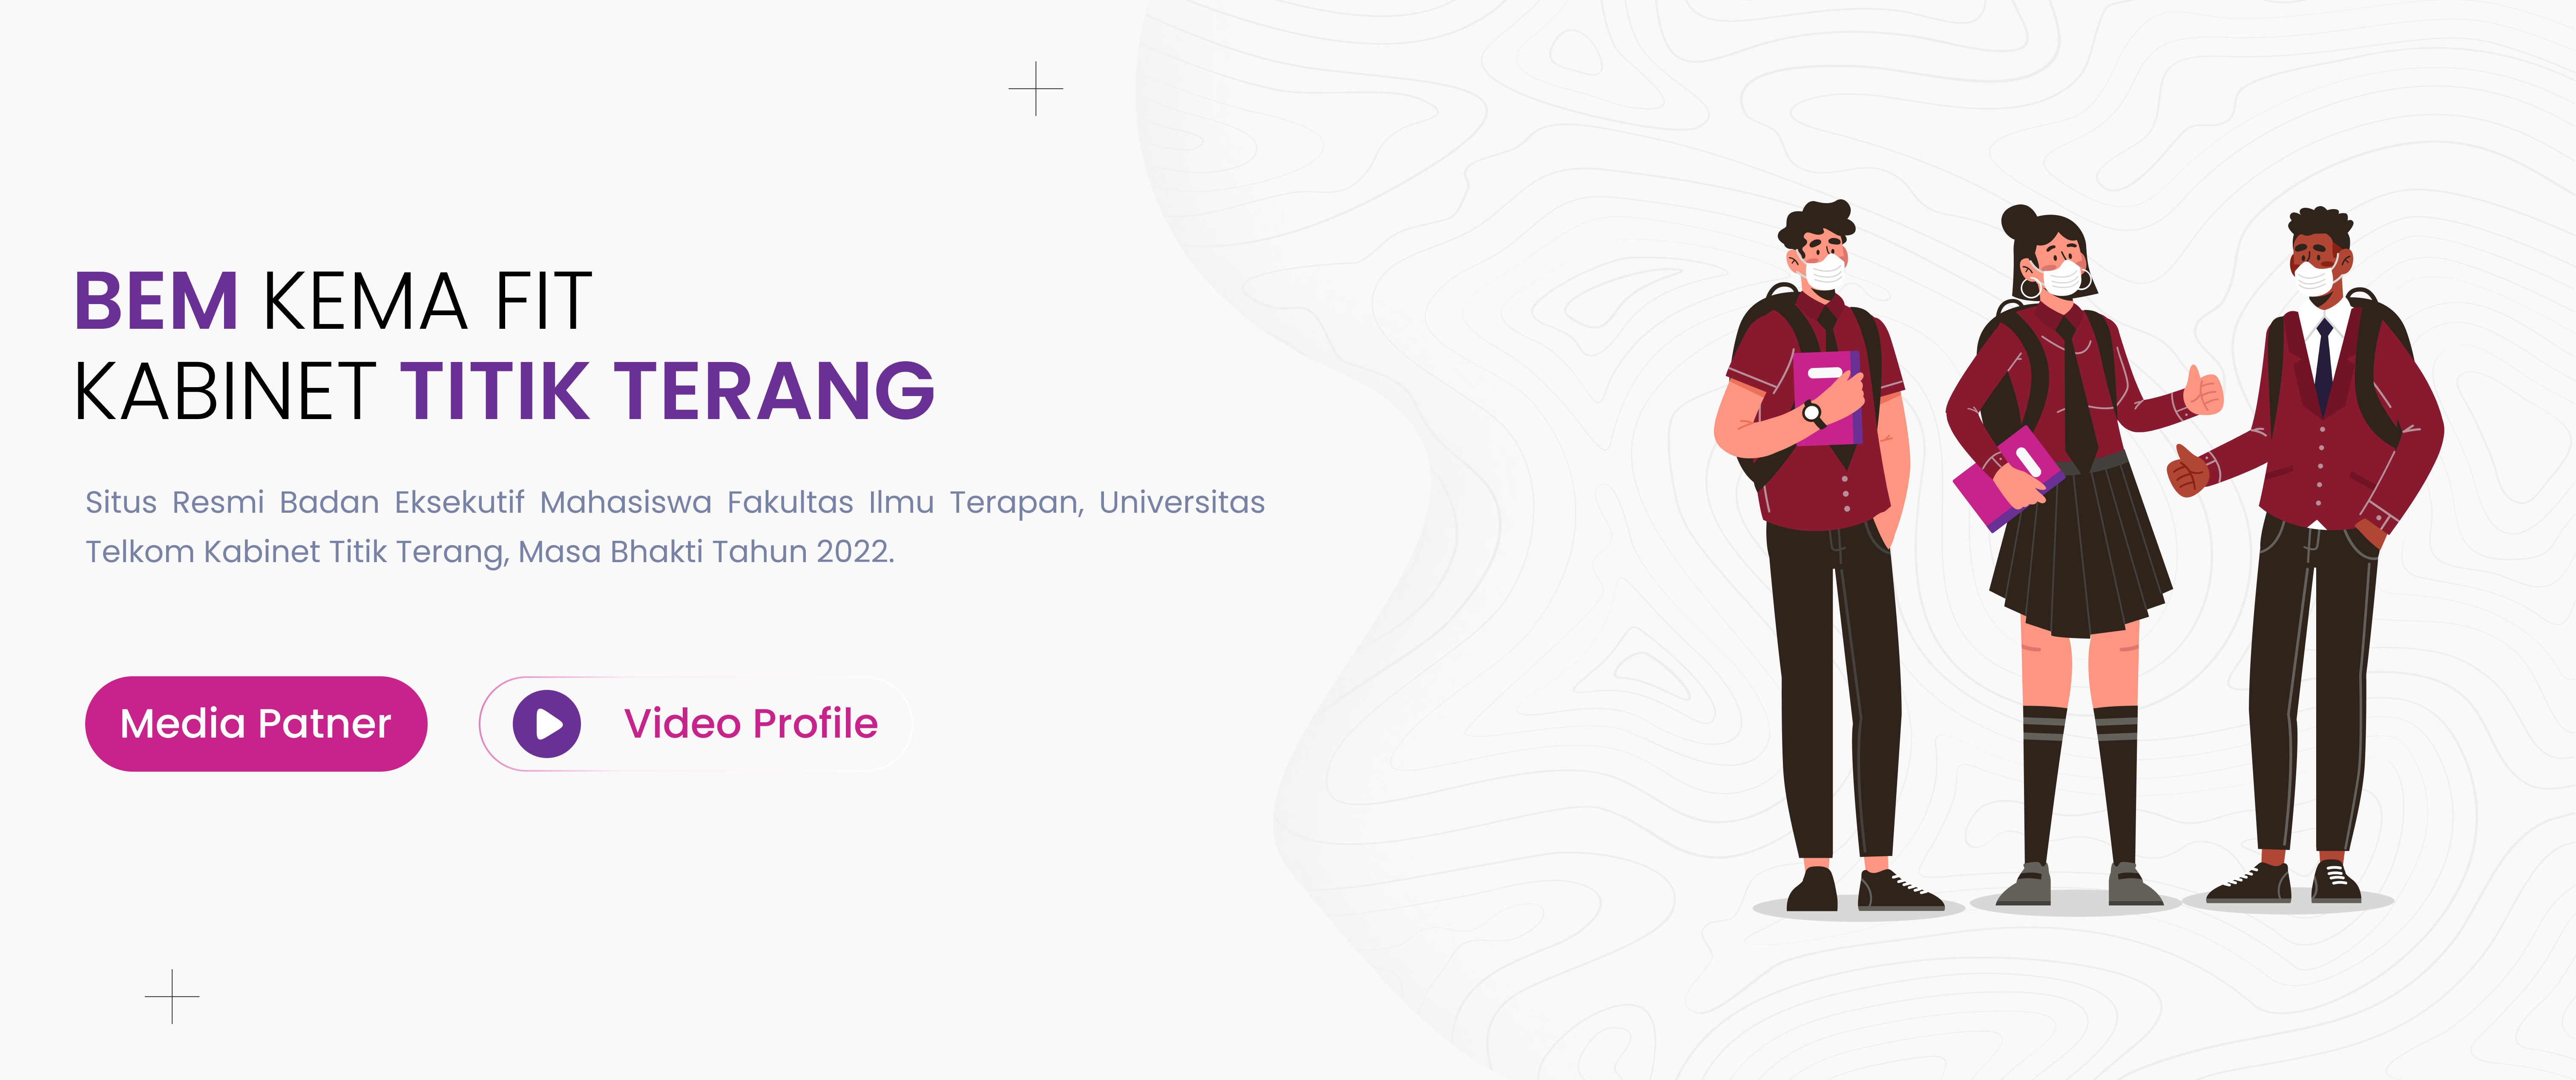 BEM KEMA FIT
KABINET TITIK TERANG
Situs Resmi Badan Eksekutif Mahasiswa Fakultas Ilmu Terapan, Universitas
Telkom Kabinet Titik Terang, Masa Bhakti Tahun 2022.
Media Patner
Video Profile